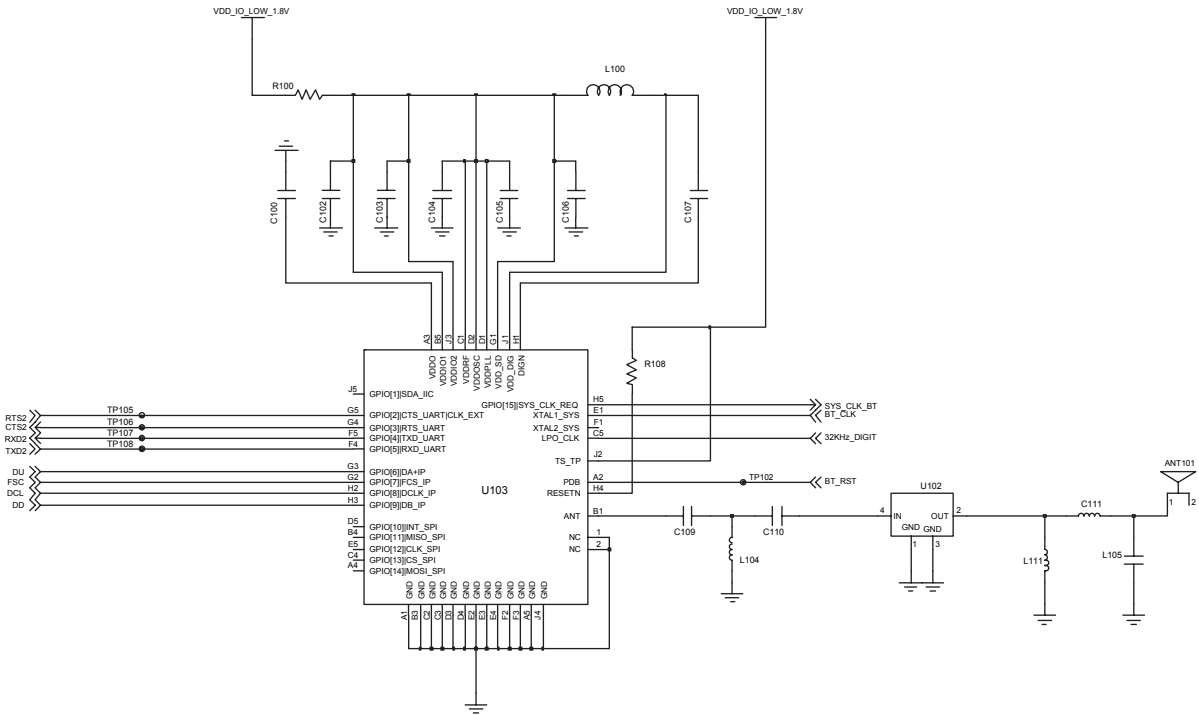 VDD_IO_LOW_1.8V
VDD_IO_LOW_1.8V
R100
L100
C100
C102
C103
C104
C105
C106
C107
A3
B5
J3
C1
D2
D1
G1
J1
H1
VDDO
VDDIO1
VDDIO2
VDDRF
VDDOSC
VDDPLL
VDD_SD
VDD_DIG
DIGN
R108
J5
GPIO[1]|SDA_IIC
RTS2
TP105
G5
GPIO[2]|CTS_UART|CLK_EXT
CTS2
TP106
G4
GPIO[3]|RTS_UART
RXD2
TP107
F5
GPIO[4]|TXD_UART
TXD2
TP108
F4
GPIO[5]|RXD_UART
DU
G3
GPIO[6]|DA+IP
FSC
G2
GPIO[7]|FCS_IP
DCL
H2
GPIO[8]|DCLK_IP
DD
H3
GPIO[9]|DB_IP
D5
GPIO[10]|INT_SPI
B4
GPIO[11]|MISO_SPI
E5
GPIO[12]|CLK_SPI
C4
GPIO[13]|CS_SPI
A4
GPIO[14]|MOSI_SPI
U103
GPIO[15]|SYS_CLK_REQ
H5
SYS_CLK_BT
XTAL1_SYS
E1
BT_CLK
XTAL2_SYS
F1
LPO_CLK
C5
32KHz_DIGIT
TS_TP
J2
PDB
A2
TP102
BT_RST
RESETN
H4
ANT
B1
NC
1
NC
2
GND
GND
GND
GND
GND
GND
GND
GND
GND
GND
GND
GND
GND
A1
B3
C2
C3
D3
D4
E2
E3
E4
F2
F3
A5
J4
C109
L104
C110
U102
4
IN
OUT
2
GND
GND
1
3
L111
C111
L105
ANT101
1
2